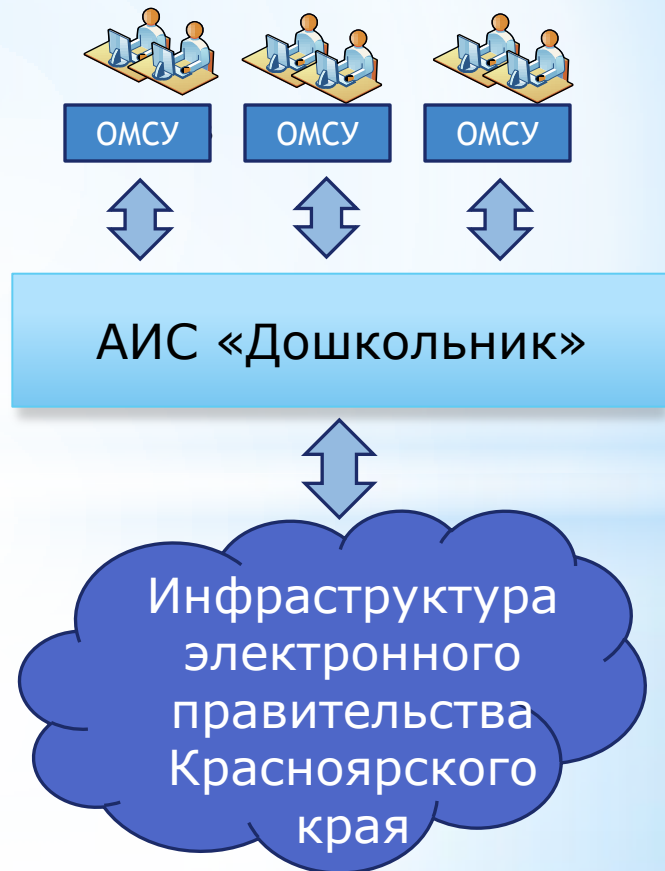 ОМСУ ОМСУ ОМСУ
АИС «Дошкольник»
Инфраструктура
электронного
правительства
Красноярского
края